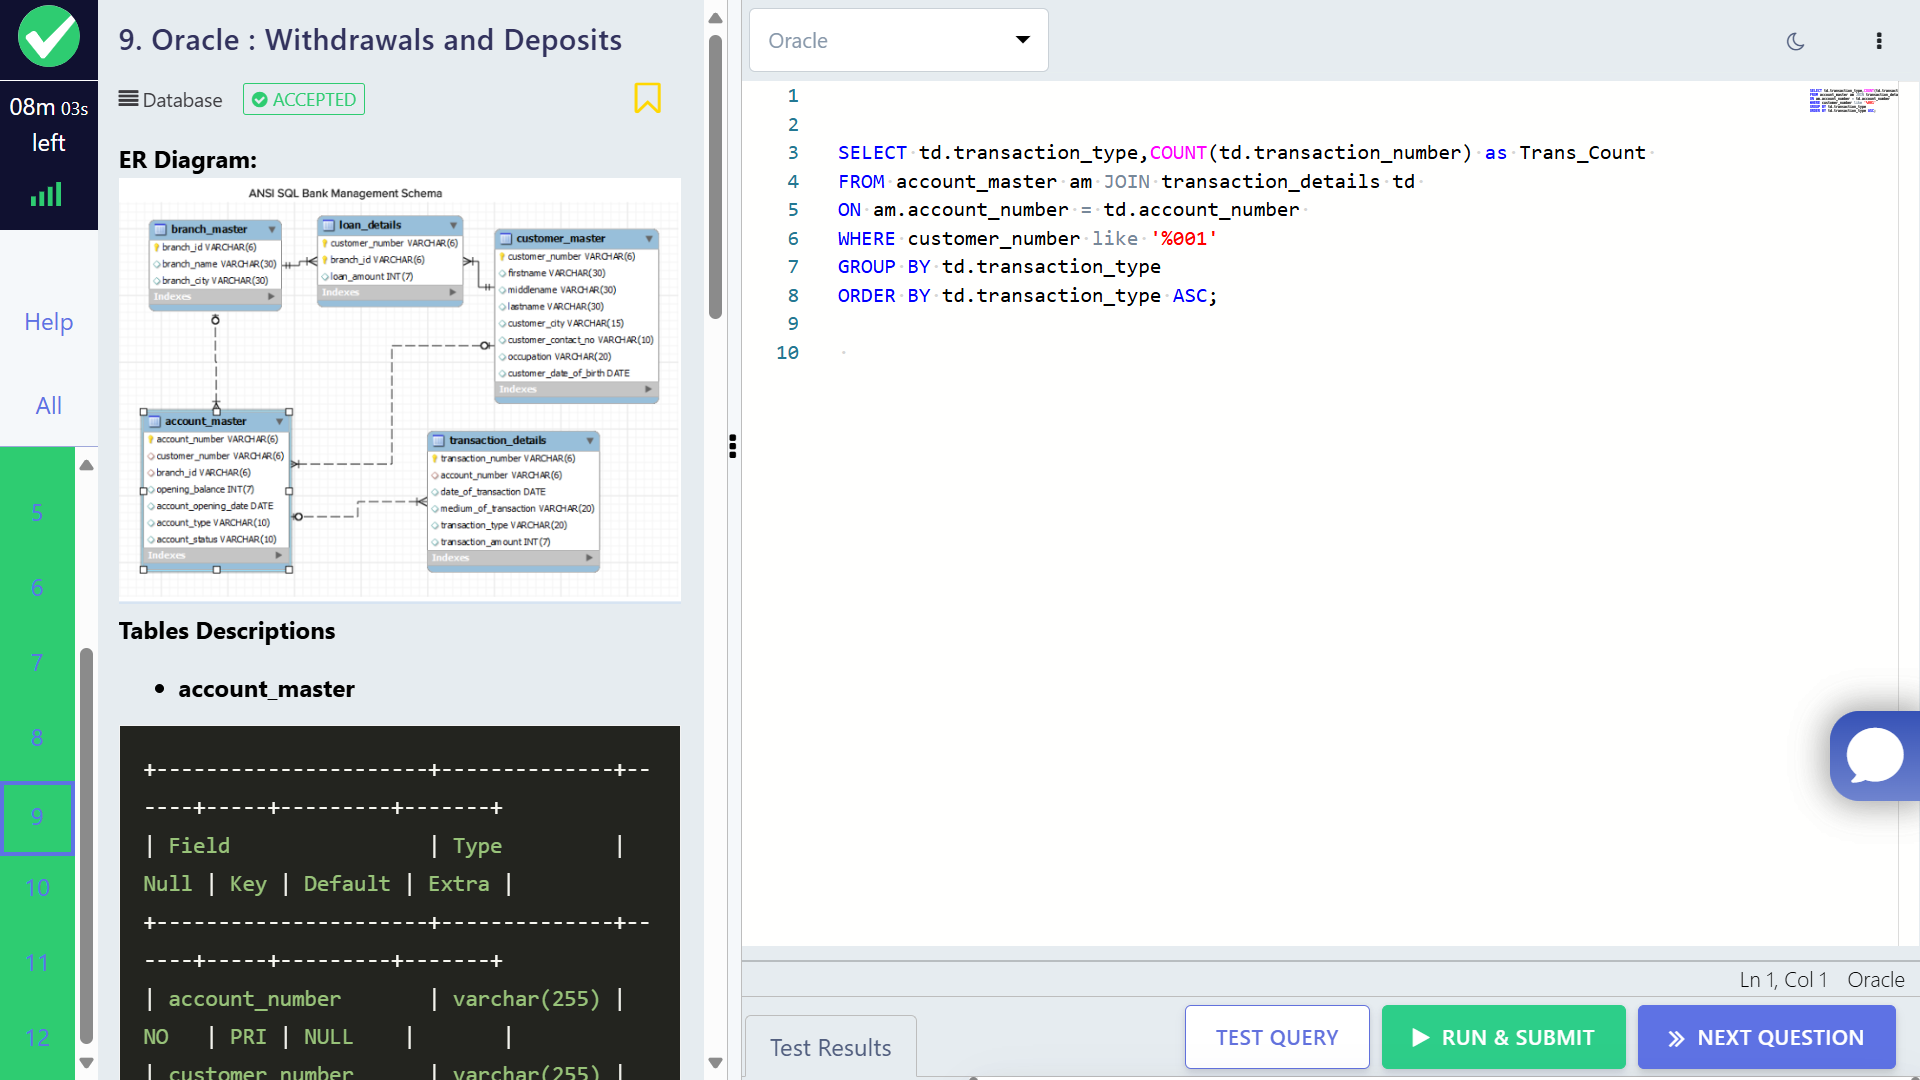 08m 03s
left
Help
All
5
6
7
8
9
10
11
12
9. Oracle : Withdrawals and Deposits
Database
ACCEPTED
ER Diagram:
ANSI SQL Bank Management Schema
branch_master
branch_id VARCHAR(6)
branch_name VARCHAR(30)
branch_city VARCHAR(30)
Indexes
loan_details
customer_number VARCHAR(6)
branch_id VARCHAR(6)
loan_amount INT(7)
Indexes
customer_master
customer_number VARCHAR(6)
firstname VARCHAR(30)
middlename VARCHAR(30)
lastname VARCHAR(30)
customer_city VARCHAR(15)
customer_contact_no VARCHAR(10)
occupation VARCHAR(20)
customer_date_of_birth DATE
Indexes
account_master
account_number VARCHAR(6)
customer_number VARCHAR(6)
branch_id VARCHAR(6)
opening_balance INT(7)
account_opening_date DATE
account_type VARCHAR(10)
account_status VARCHAR(10)
Indexes
transaction_details
transaction_number VARCHAR(6)
account_number VARCHAR(6)
date_of_transaction DATE
medium_of_transaction VARCHAR(20)
transaction_type VARCHAR(20)
transaction_amount INT(7)
Indexes
Tables Descriptions
• account_master
+----------------------+--------------+--
----+-----+---------+-------+
| Field | Type |
Null | Key | Default | Extra |
+----------------------+--------------+--
----+-----+---------+-------+
| account_number | varchar(255) |
NO | PRI | NULL | |
| customer_number | varchar(255) |
Oracle
1
2
3 SELECT td.transaction_type,COUNT(td.transaction_number) as Trans_Count
4 FROM account_master am JOIN transaction_details td
5 ON am.account_number = td.account_number
6 WHERE customer_number like '%001'
7 GROUP BY td.transaction_type
8 ORDER BY td.transaction_type ASC;
9
10
Ln 1, Col 1 Oracle
Test Results
TEST QUERY
RUN & SUBMIT
NEXT QUESTION